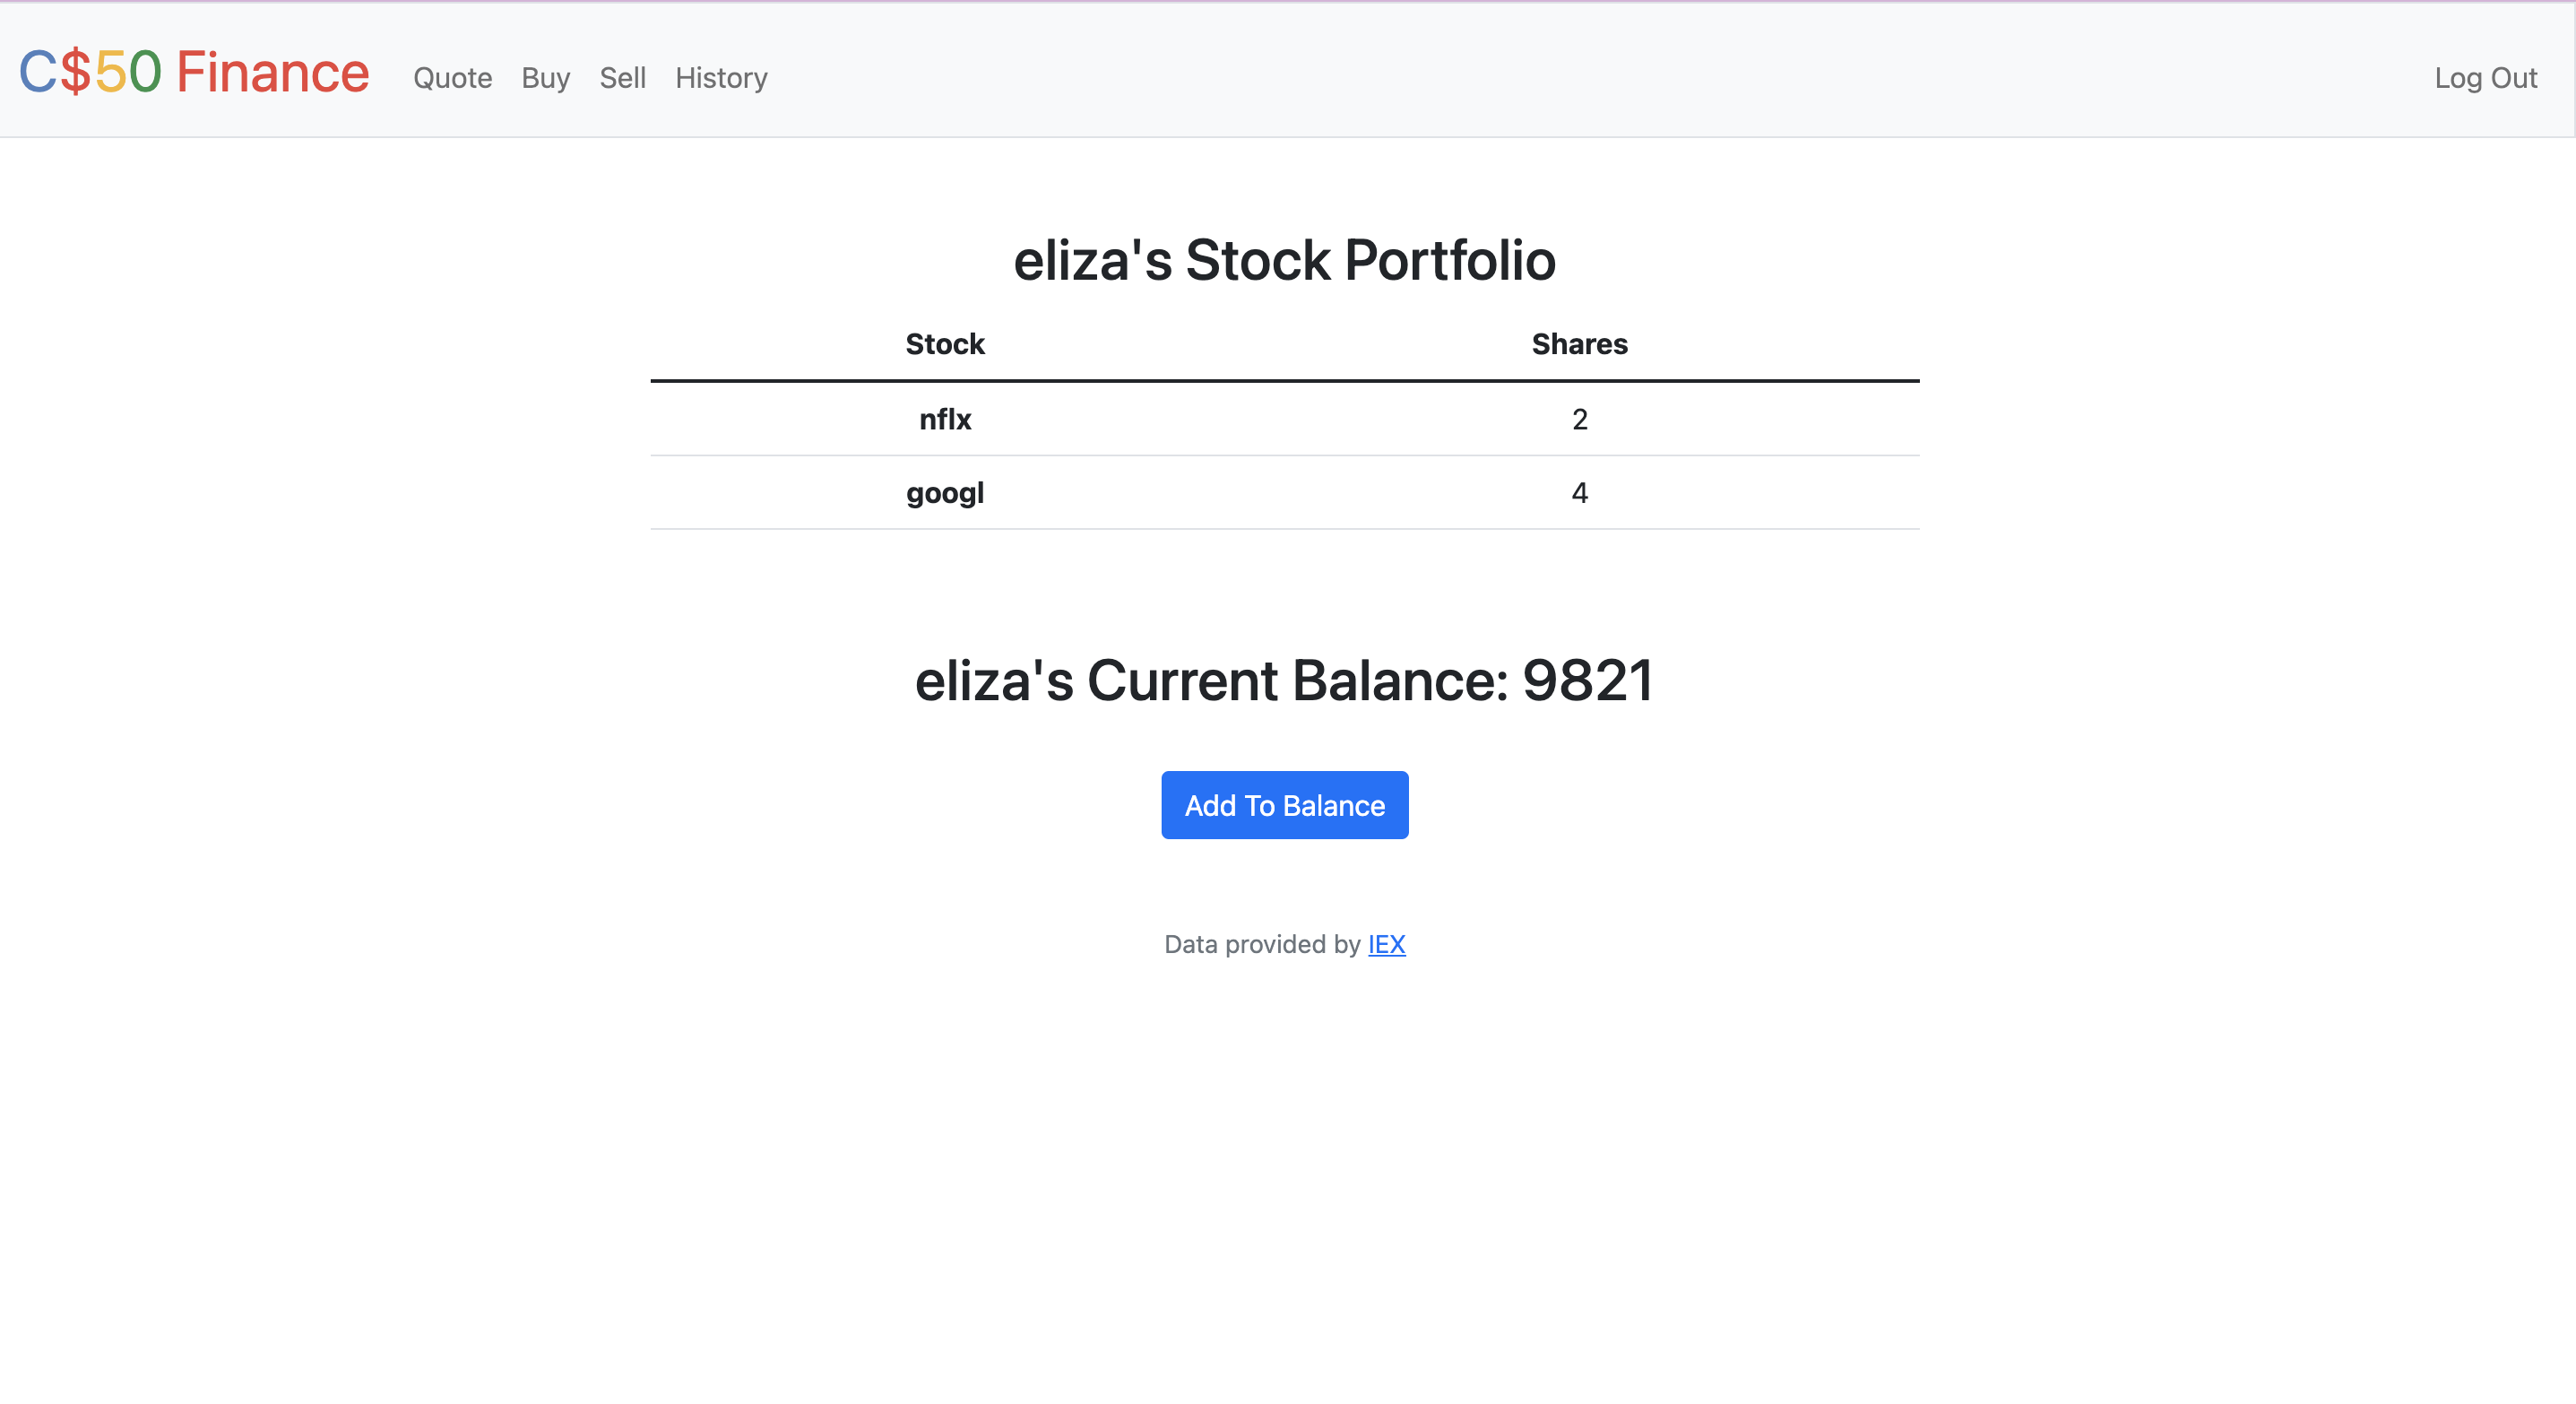 C$50 Finance Quote Buy Sell History Log Out
eliza's Stock Portfolio
Stock Shares
nflx 2
googl 4
eliza's Current Balance: 9821
Add To Balance
Data provided by IEX